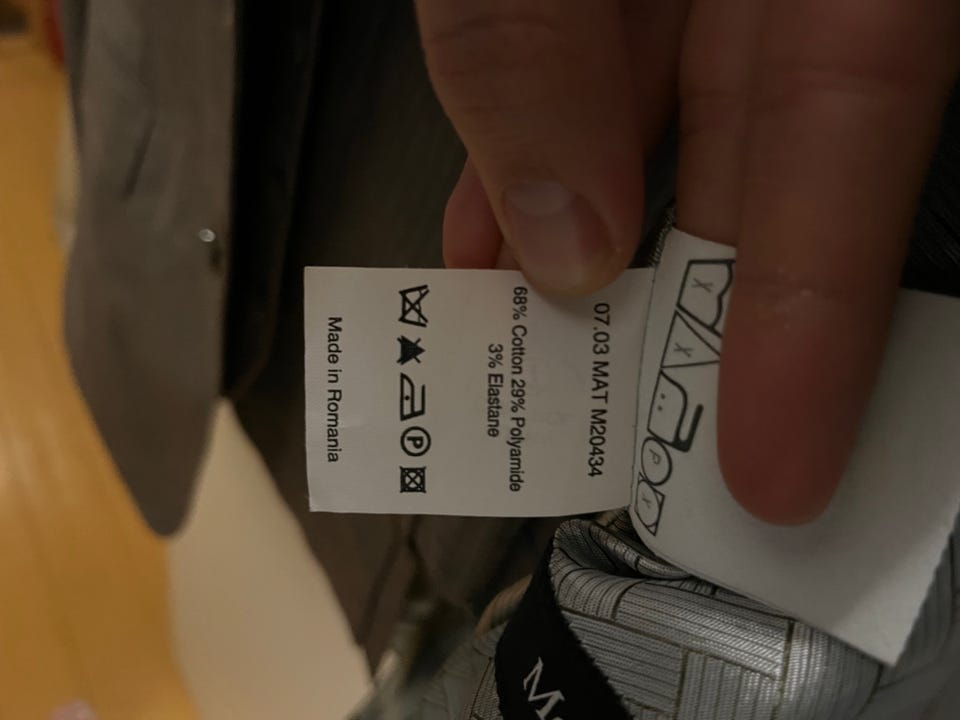 07.03 MAT M20434
68% Cotton 29% Polyamide
3% Elastane
P
Made in Romania
P